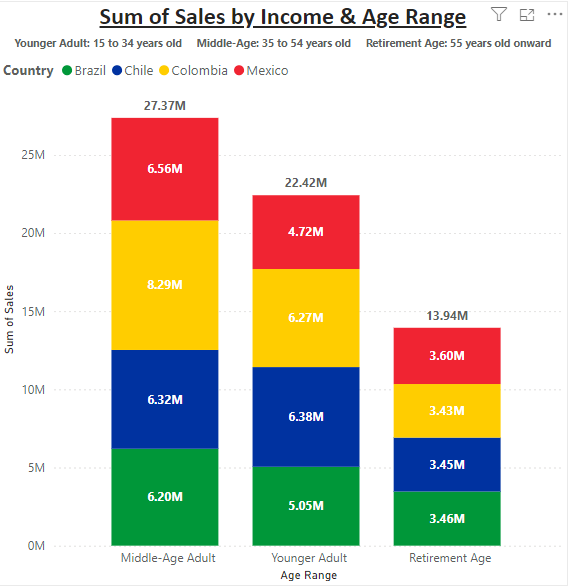 Sum of Sales by Income & Age Range
Younger Adult: 15 to 34 years old Middle-Age: 35 to 54 years old Retirement Age: 55 years old onward
Country Brazil Chile Colombia Mexico
27.37M
25M
6.56M
22.42M
20M
4.72M
8.29M
15M
6.27M
13.94M
3.60M
10M
6.32M
6.38M
3.43M
5M
3.45M
6.20M
5.05M
3.46M
0M
Sum of Sales
Middle-Age Adult Younger Adult Retirement Age
Age Range